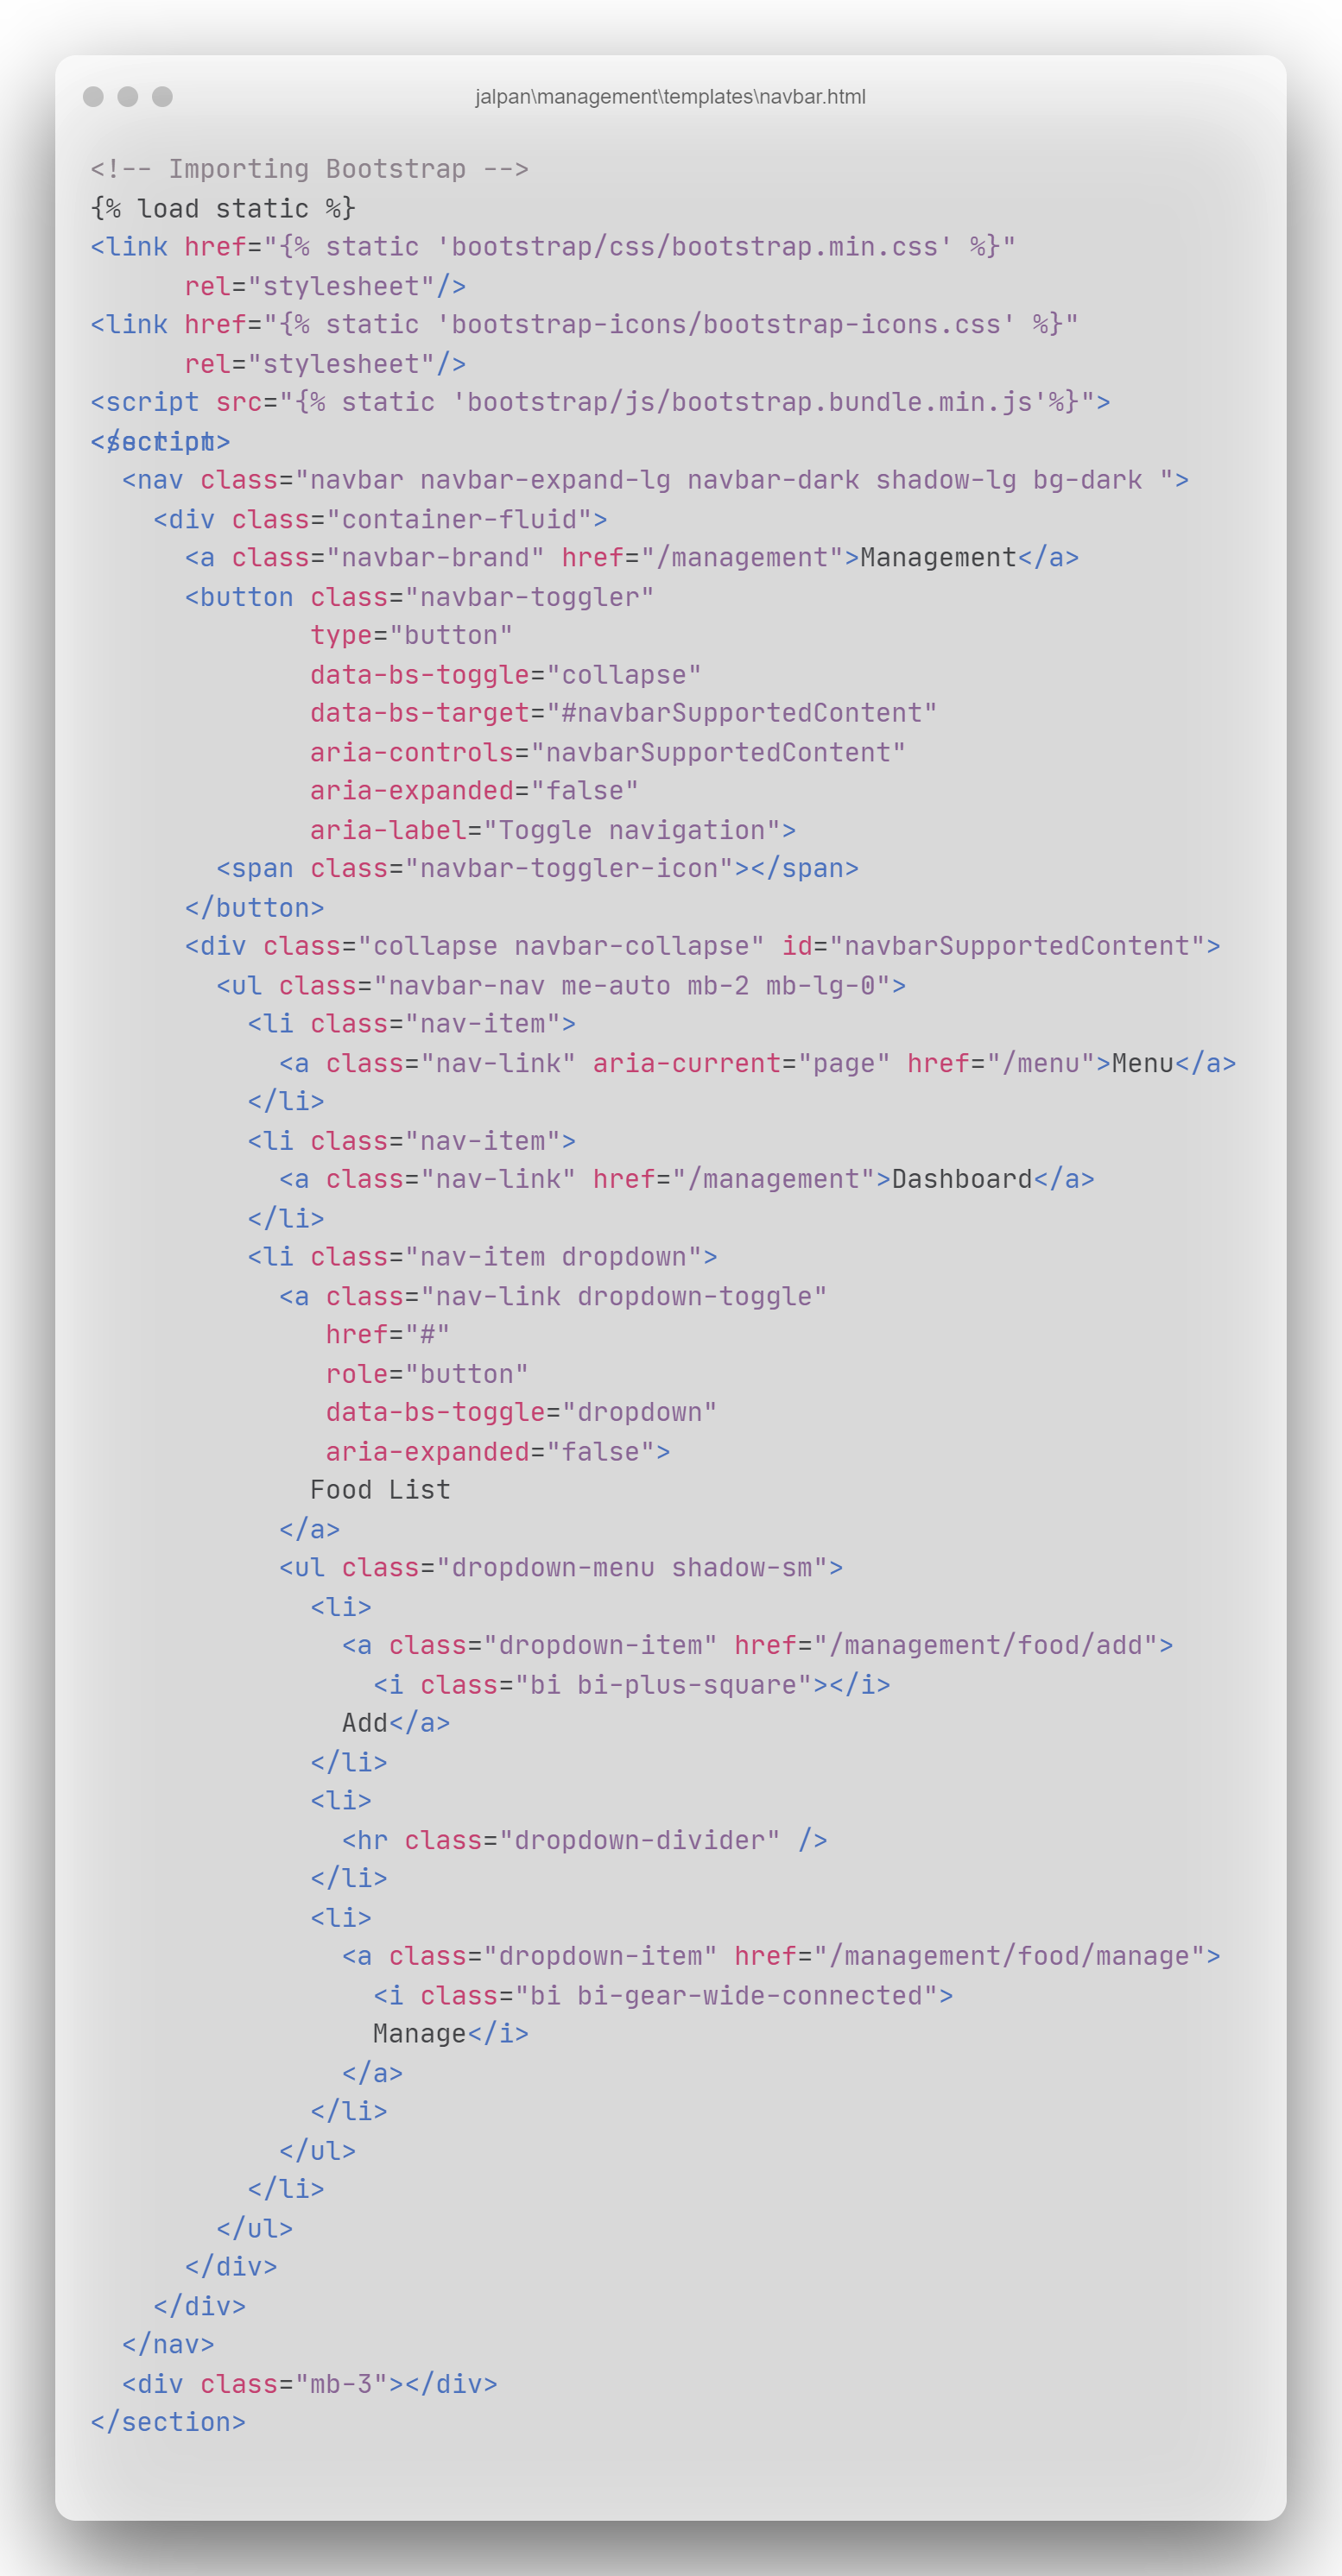 jalpan\management\templates\navbar.html
<!-- Importing Bootstrap -->
{% load static %}
<link href="{% static 'bootstrap/css/bootstrap.min.css' %}"
      rel="stylesheet"/>
<link href="{% static 'bootstrap-icons/bootstrap-icons.css' %}"
      rel="stylesheet"/>
<script src="{% static 'bootstrap/js/bootstrap.bundle.min.js'%}">
</script>
<section>
  <nav class="navbar navbar-expand-lg navbar-dark shadow-lg bg-dark ">
    <div class="container-fluid">
      <a class="navbar-brand" href="/management">Management</a>
      <button class="navbar-toggler"
              type="button"
              data-bs-toggle="collapse"
              data-bs-target="#navbarSupportedContent"
              aria-controls="navbarSupportedContent"
              aria-expanded="false"
              aria-label="Toggle navigation">
        <span class="navbar-toggler-icon"></span>
      </button>
      <div class="collapse navbar-collapse" id="navbarSupportedContent">
        <ul class="navbar-nav me-auto mb-2 mb-lg-0">
          <li class="nav-item">
            <a class="nav-link" aria-current="page" href="/menu">Menu</a>
          </li>
          <li class="nav-item">
            <a class="nav-link" href="/management">Dashboard</a>
          </li>
          <li class="nav-item dropdown">
            <a class="nav-link dropdown-toggle"
               href="#"
               role="button"
               data-bs-toggle="dropdown"
               aria-expanded="false">
              Food List
            </a>
            <ul class="dropdown-menu shadow-sm">
              <li>
                <a class="dropdown-item" href="/management/food/add">
                  <i class="bi bi-plus-square"></i>
                Add</a>
              </li>
              <li>
                <hr class="dropdown-divider" />
              </li>
              <li>
                <a class="dropdown-item" href="/management/food/manage">
                  <i class="bi bi-gear-wide-connected">
                  Manage</i>
                </a>
              </li>
            </ul>
          </li>
        </ul>
      </div>
    </div>
  </nav>
  <div class="mb-3"></div>
</section>